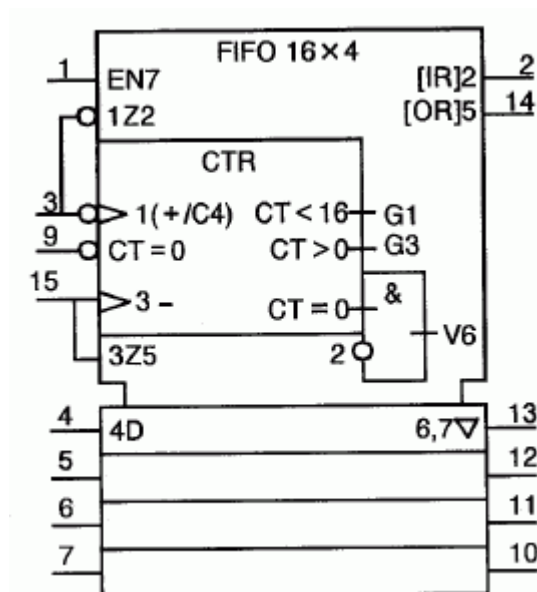 FIFO 16×4
1 EN7 [IR]2 2
1Z2 [OR]5 14
CTR
3 1(+/C4) CT<16 G1
9 CT=0 CT>0 G3
15 3− CT=0 & V6
3Z5 2
4 4D 6,7▽ 13
5 12
6 11
7 10